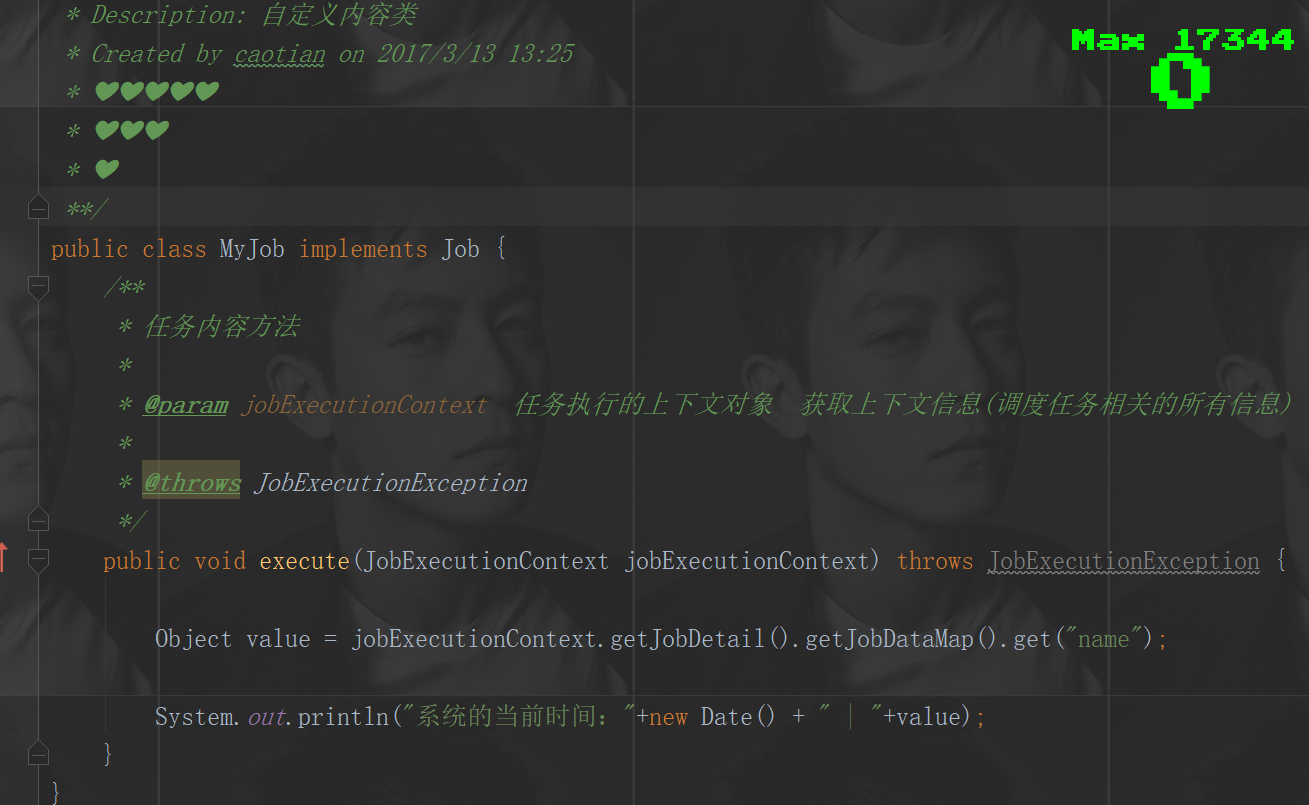 * Description: 自定义内容类
* Created by caotian on 2017/3/13 13:25
* ♥♥♥♥♥
* ♥♥♥
* ♥
**/
public class MyJob implements Job {
/**
* 任务内容方法
*
* @param jobExecutionContext 任务执行的上下文对象 获取上下文信息(调度任务相关的所有信息)
*
* @throws JobExecutionException
*/
public void execute(JobExecutionContext jobExecutionContext) throws JobExecutionException {
Object value = jobExecutionContext.getJobDetail().getJobDataMap().get("name");
System.out.println("系统的当前时间："+new Date() + " | "+value);
}
}
Max 17344
0